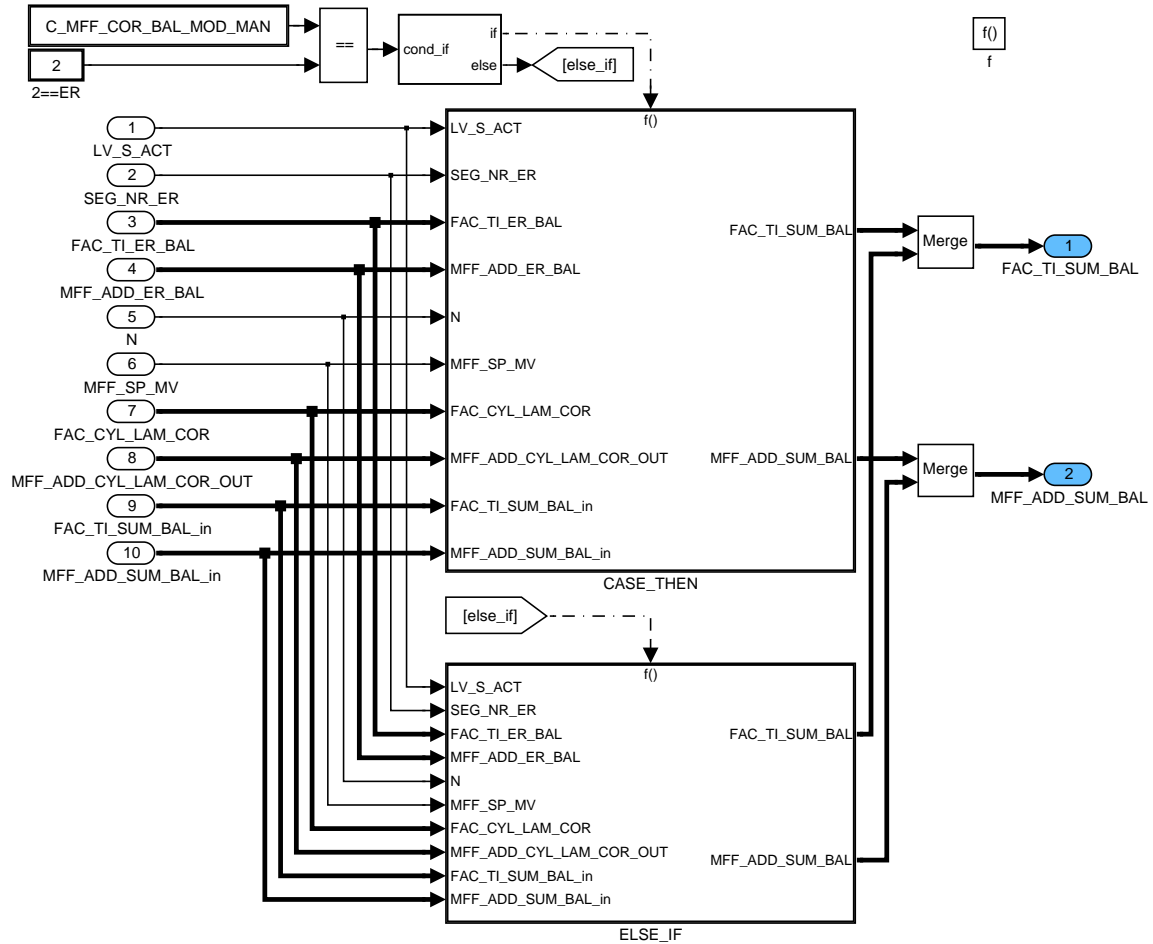 C_MFF_COR_BAL_MOD_MAN
2
2==ER
==
cond_if
if
else
[else_if]
f()
f
f()
1
LV_S_ACT
2
SEG_NR_ER
3
FAC_TI_ER_BAL
4
MFF_ADD_ER_BAL
5
N
6
MFF_SP_MV
7
FAC_CYL_LAM_COR
8
MFF_ADD_CYL_LAM_COR_OUT
9
FAC_TI_SUM_BAL_in
10
MFF_ADD_SUM_BAL_in
LV_S_ACT
SEG_NR_ER
FAC_TI_ER_BAL
MFF_ADD_ER_BAL
N
MFF_SP_MV
FAC_CYL_LAM_COR
MFF_ADD_CYL_LAM_COR_OUT
FAC_TI_SUM_BAL_in
MFF_ADD_SUM_BAL_in
FAC_TI_SUM_BAL
MFF_ADD_SUM_BAL
CASE_THEN
Merge
1
FAC_TI_SUM_BAL
Merge
2
MFF_ADD_SUM_BAL
[else_if]
f()
LV_S_ACT
SEG_NR_ER
FAC_TI_ER_BAL
MFF_ADD_ER_BAL
N
MFF_SP_MV
FAC_CYL_LAM_COR
MFF_ADD_CYL_LAM_COR_OUT
FAC_TI_SUM_BAL_in
MFF_ADD_SUM_BAL_in
FAC_TI_SUM_BAL
MFF_ADD_SUM_BAL
ELSE_IF